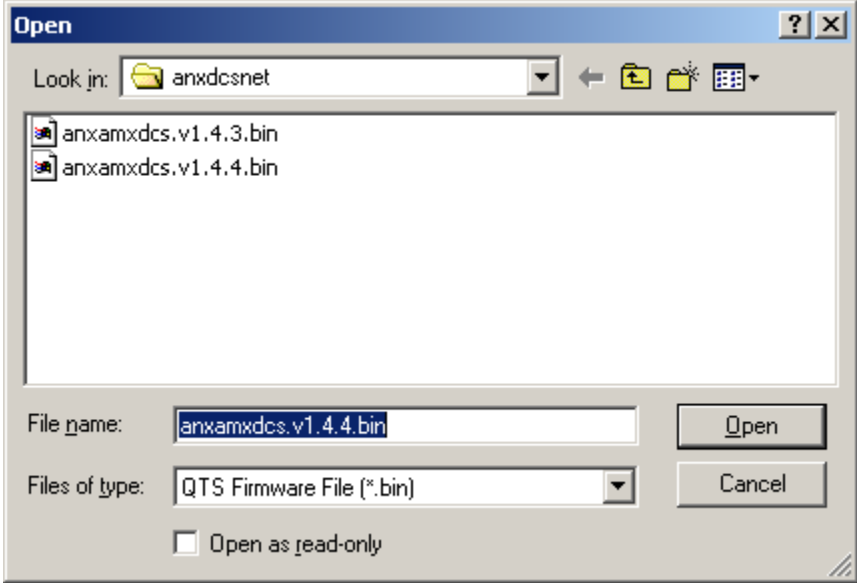 Open
Look in: anxdcsnet
anxamxdcs.v1.4.3.bin
anxamxdcs.v1.4.4.bin
File name: anxamxdcs.v1.4.4.bin Open
Files of type: QTS Firmware File (*.bin) Cancel
Open as read-only